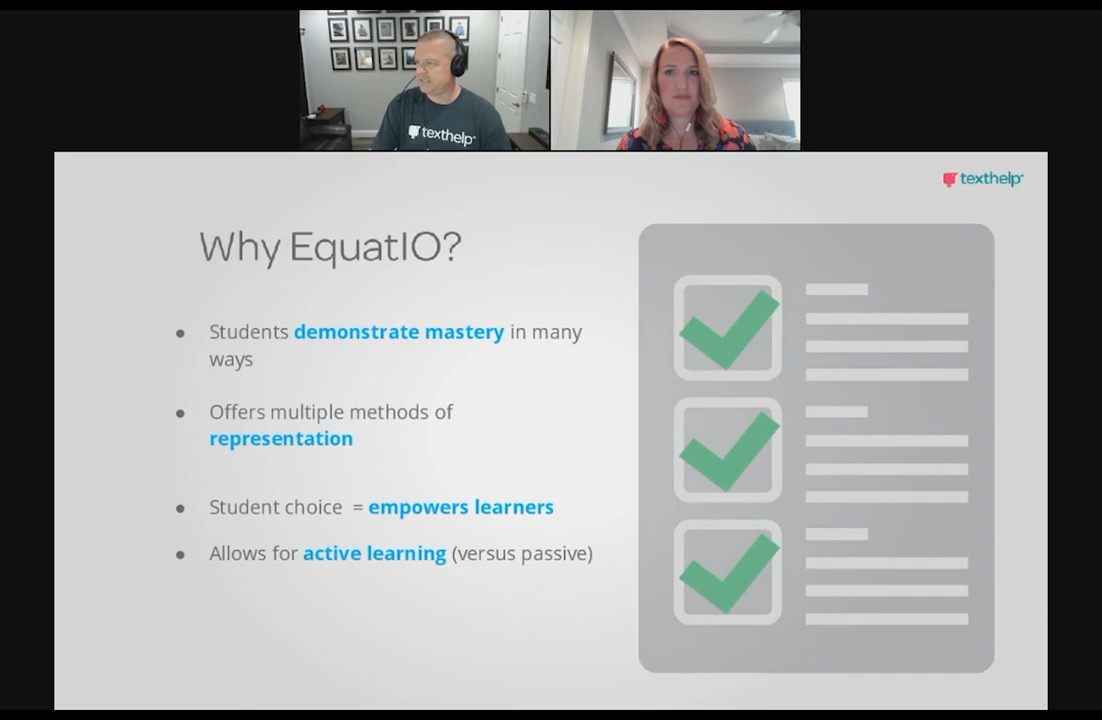 texthelp
texthelp
Why EquatIO?
• Students demonstrate mastery in many
ways
• Offers multiple methods of
representation
• Student choice = empowers learners
• Allows for active learning (versus passive)